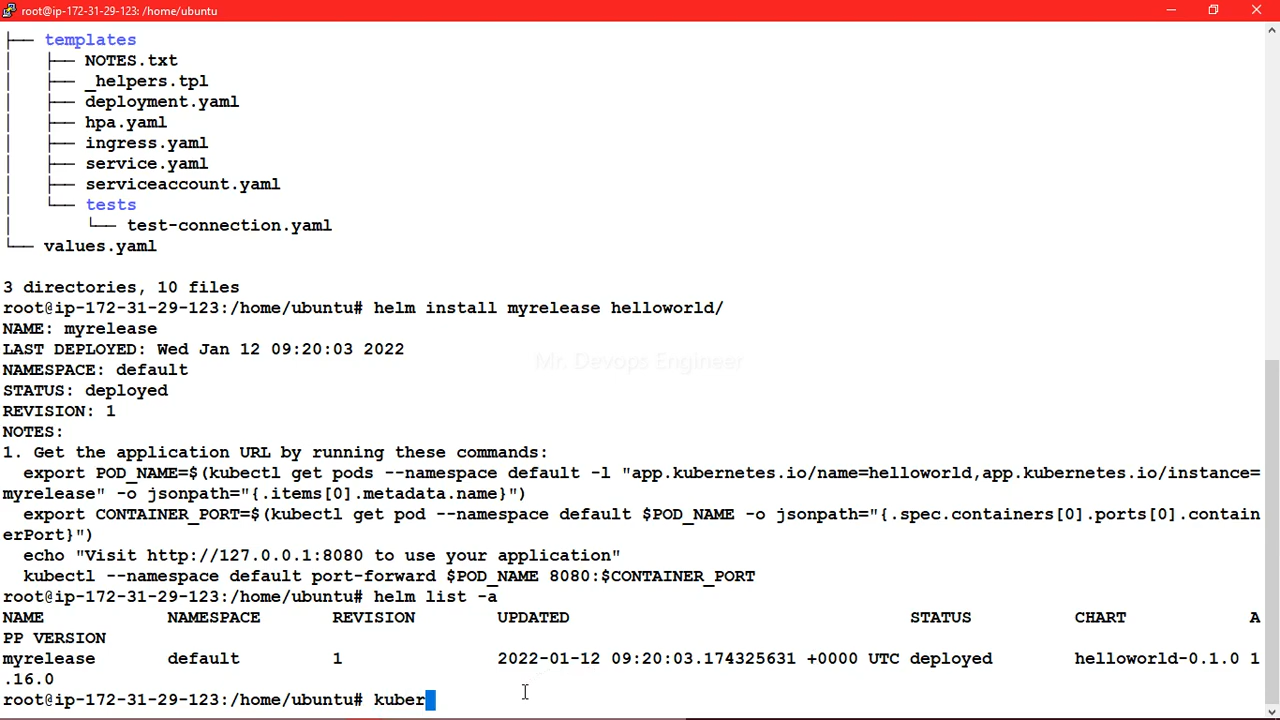 root@ip-172-31-29-123: /home/ubuntu
├── templates
│   ├── NOTES.txt
│   ├── _helpers.tpl
│   ├── deployment.yaml
│   ├── hpa.yaml
│   ├── ingress.yaml
│   ├── service.yaml
│   ├── serviceaccount.yaml
│   └── tests
│       └── test-connection.yaml
└── values.yaml
3 directories, 10 files
root@ip-172-31-29-123:/home/ubuntu# helm install myrelease helloworld/
NAME: myrelease
LAST DEPLOYED: Wed Jan 12 09:20:03 2022
Mr. Devops Engineer
NAMESPACE: default
STATUS: deployed
REVISION: 1
NOTES:
1. Get the application URL by running these commands:
  export POD_NAME=$(kubectl get pods --namespace default -l "app.kubernetes.io/name=helloworld,app.kubernetes.io/instance=
myrelease" -o jsonpath="{.items[0].metadata.name}")
  export CONTAINER_PORT=$(kubectl get pod --namespace default $POD_NAME -o jsonpath="{.spec.containers[0].ports[0].contain
erPort}")
  echo "Visit http://127.0.0.1:8080 to use your application"
  kubectl --namespace default port-forward $POD_NAME 8080:$CONTAINER_PORT
root@ip-172-31-29-123:/home/ubuntu# helm list -a
NAME NAMESPACE REVISION UPDATED STATUS CHART A
PP VERSION
myrelease default 1 2022-01-12 09:20:03.174325631 +0000 UTC deployed helloworld-0.1.0 1
.16.0
root@ip-172-31-29-123:/home/ubuntu# kuber